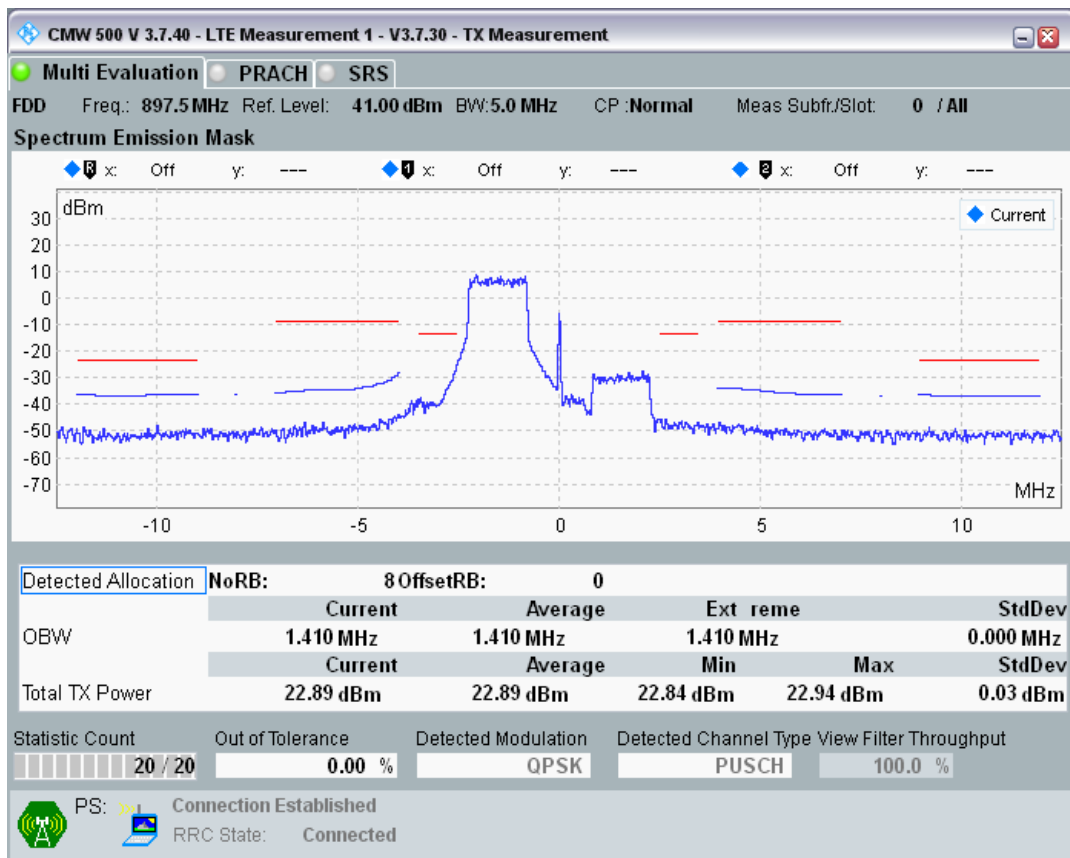 CMW 500 V 3.7.40 - LTE Measurement 1 - V3.7.30 - TX Measurement
Multi Evaluation PRACH SRS
FDD Freq.: 897.5 MHz Ref. Level: 41.00 dBm BW:5.0 MHz CP :Normal Meas Subfr./Slot: 0 / All
Spectrum Emission Mask
R x: Off y: --- 1 x: Off y: --- 2 x: Off y: ---
dBm
Current
30
20
10
0
-10
-20
-30
-40
-50
-60
-70
MHz
-10 -5 0 5 10
Detected Allocation NoRB: 8 OffsetRB: 0
Current Average Ext reme StdDev
OBW 1.410 MHz 1.410 MHz 1.410 MHz 0.000 MHz
Current Average Min Max StdDev
Total TX Power 22.89 dBm 22.89 dBm 22.84 dBm 22.94 dBm 0.03 dBm
Statistic Count Out of Tolerance Detected Modulation Detected Channel Type View Filter Throughput
20 / 20 0.00 % QPSK PUSCH 100.0 %
PS: Connection Established
RRC State: Connected